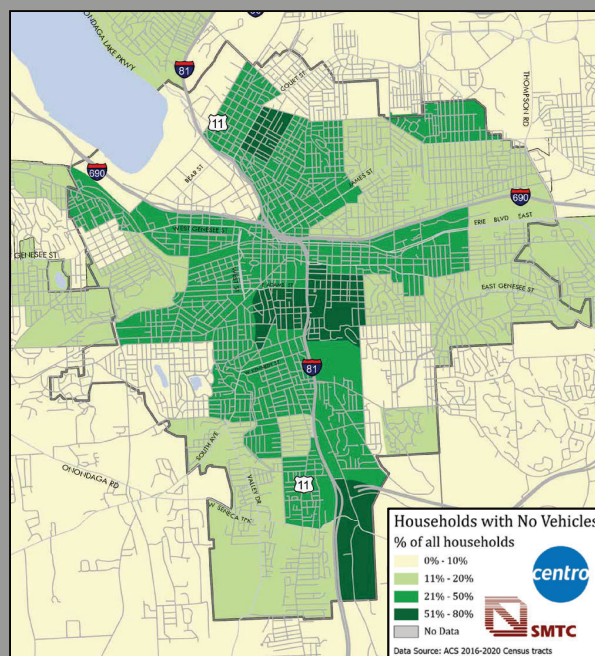 ONONDAGA LAKE PKWY
81
COURT ST
THOMPSON RD
11
690
BEAR ST
JAMES ST
690
WEST GENESEE ST
ERIE BLVD EAST
GENESEE ST
EAST GENESEE ST
81
SOUTH AVE
ONONDAGA RD
VALLEY DR
11
W SENECA TPK
Households with No Vehicles
% of all households
0% - 10%
11% - 20%
21% - 50%
51% - 80%
No Data
centro
SMTC
Data Source: ACS 2016-2020 Census tracts